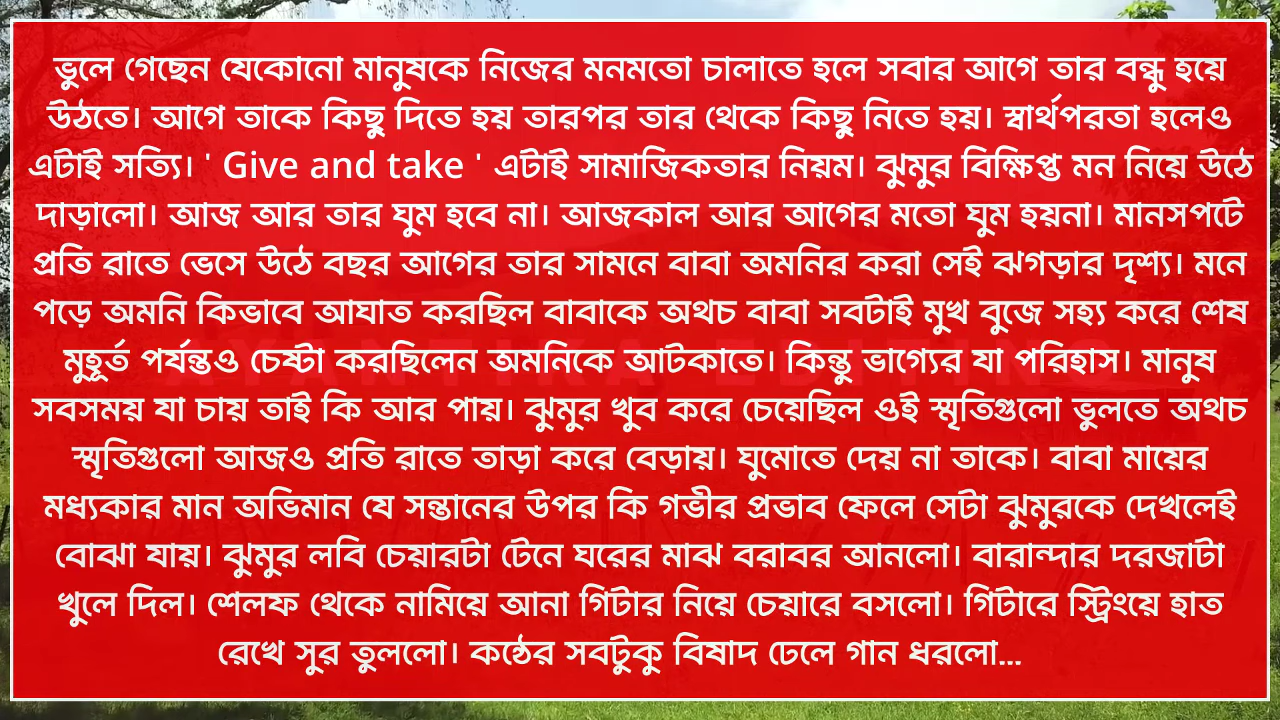 ভুলে গেছেন যেকোনো মানুষকে নিজের মনমতো চালাতে হলে সবার আগে তার বন্ধু হয়ে
উঠতে। আগে তাকে কিছু দিতে হয় তারপর তার থেকে কিছু নিতে হয়। স্বার্থপরতা হলেও
এটাই সত্যি। ' Give and take ' এটাই সামাজিকতার নিয়ম। ঝুমুর বিক্ষিপ্ত মন নিয়ে উঠে
দাড়ালো। আজ আর তার ঘুম হবে না। আজকাল আর আগের মতো ঘুম হয়না। মানসপটে
প্রতি রাতে ভেসে উঠে বছর আগের তার সামনে বাবা অমনির করা সেই ঝগড়ার দৃশ্য। মনে
পড়ে অমনি কিভাবে আঘাত করছিল বাবাকে অথচ বাবা সবটাই মুখ বুজে সহ্য করে শেষ
মুহূর্ত পর্যন্তও চেষ্টা করছিলেন অমনিকে আটকাতে। কিন্তু ভাগ্যের যা পরিহাস। মানুষ
সবসময় যা চায় তাই কি আর পায়। ঝুমুর খুব করে চেয়েছিল ওই স্মৃতিগুলো ভুলতে অথচ
স্মৃতিগুলো আজও প্রতি রাতে তাড়া করে বেড়ায়। ঘুমোতে দেয় না তাকে। বাবা মায়ের
মধ্যকার মান অভিমান যে সন্তানের উপর কি গভীর প্রভাব ফেলে সেটা ঝুমুরকে দেখলেই
বোঝা যায়। ঝুমুর লবি চেয়ারটা টেনে ঘরের মাঝ বরাবর আনলো। বারান্দার দরজাটা
খুলে দিল। শেলফ থেকে নামিয়ে আনা গিটার নিয়ে চেয়ারে বসলো। গিটারে স্ট্রিংয়ে হাত
রেখে সুর তুললো। কন্ঠের সবটুকু বিষাদ ঢেলে গান ধরলো...